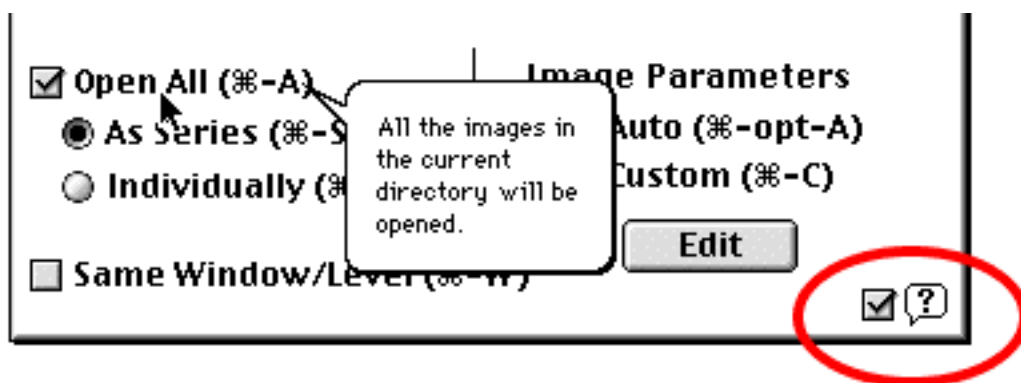 Open All (⌘-A)
Image Parameters
As Series (⌘-S
Auto (⌘-opt-A)
Individually (⌘
Custom (⌘-C)
All the images in
the current
directory will be
opened.
Edit
Same Window/Level (⌘-W)
?